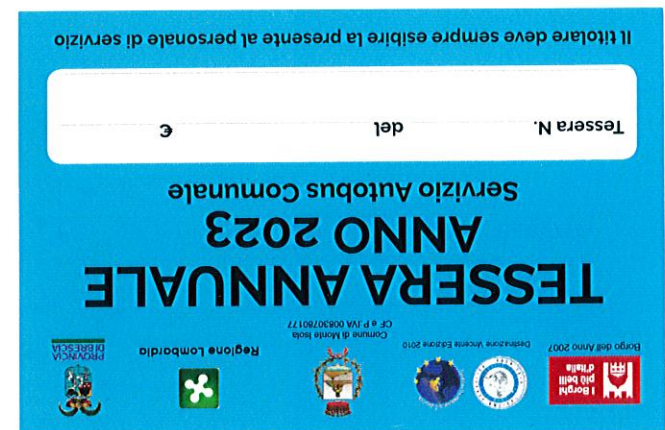 I Borghi
più belli
d'Italia
Borgo dell'Anno 2007
Destinazione Vincente Edizione 2010
Comune di Monte Isola
CF e P.IVA 00830780177
Regione Lombardia
PROVINCIA
DI BRESCIA
TESSERA ANNUALE
ANNO 2023
Servizio Autobus Comunale
Tessera N. del €
Il titolare deve sempre esibire la presente al personale di servizio